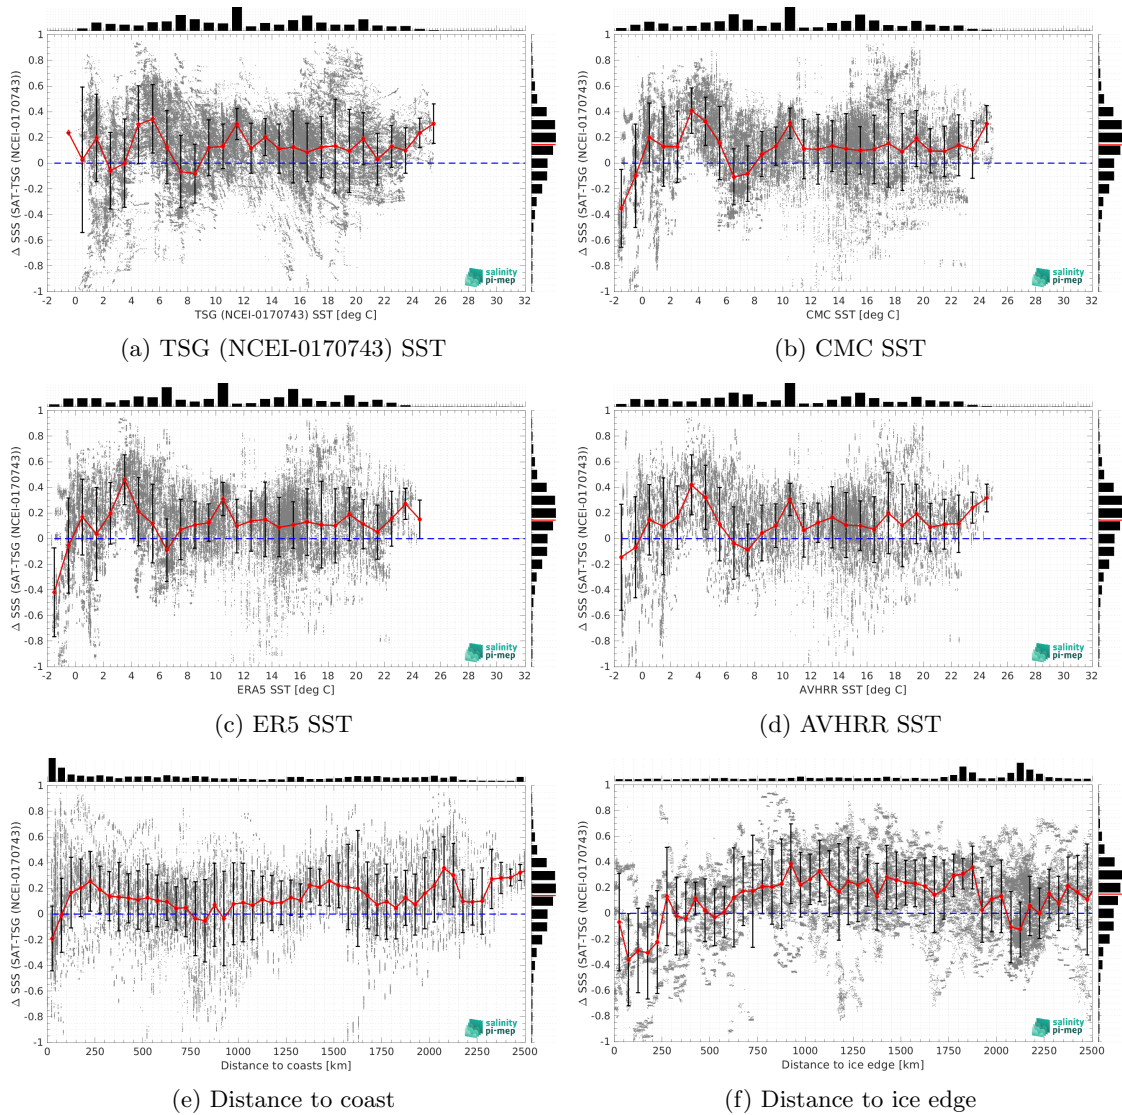 1
0.8
0.6
0.4
0.2
0
-0.2
-0.4
-0.6
-0.8
-1
Δ SSS (SAT-TSG (NCEI-0170743))
-2 0 2 4 6 8 10 12 14 16 18 20 22 24 26 28 30 32
TSG (NCEI-0170743) SST [deg C]
salinity
pi-mep
(a) TSG (NCEI-0170743) SST
1
0.8
0.6
0.4
0.2
0
-0.2
-0.4
-0.6
-0.8
-1
Δ SSS (SAT-TSG (NCEI-0170743))
-2 0 2 4 6 8 10 12 14 16 18 20 22 24 26 28 30 32
CMC SST [deg C]
salinity
pi-mep
(b) CMC SST
1
0.8
0.6
0.4
0.2
0
-0.2
-0.4
-0.6
-0.8
-1
Δ SSS (SAT-TSG (NCEI-0170743))
-2 0 2 4 6 8 10 12 14 16 18 20 22 24 26 28 30 32
ERA5 SST [deg C]
salinity
pi-mep
(c) ER5 SST
1
0.8
0.6
0.4
0.2
0
-0.2
-0.4
-0.6
-0.8
-1
Δ SSS (SAT-TSG (NCEI-0170743))
-2 0 2 4 6 8 10 12 14 16 18 20 22 24 26 28 30 32
AVHRR SST [deg C]
salinity
pi-mep
(d) AVHRR SST
1
0.8
0.6
0.4
0.2
0
-0.2
-0.4
-0.6
-0.8
-1
Δ SSS (SAT-TSG (NCEI-0170743))
0 250 500 750 1000 1250 1500 1750 2000 2250 2500
Distance to coasts [km]
salinity
pi-mep
(e) Distance to coast
1
0.8
0.6
0.4
0.2
0
-0.2
-0.4
-0.6
-0.8
-1
Δ SSS (SAT-TSG (NCEI-0170743))
0 250 500 750 1000 1250 1500 1750 2000 2250 2500
Distance to ice edge [km]
salinity
pi-mep
(f) Distance to ice edge